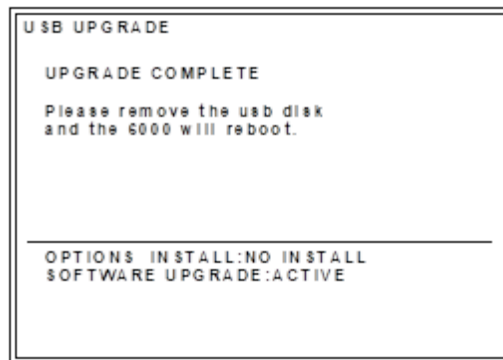 USB UPGRADE
UPGRADE COMPLETE
Please remove the usb disk
and the 6000 will reboot.
OPTIONS INSTALL:NO INSTALL
SOFTWARE UPGRADE:ACTIVE